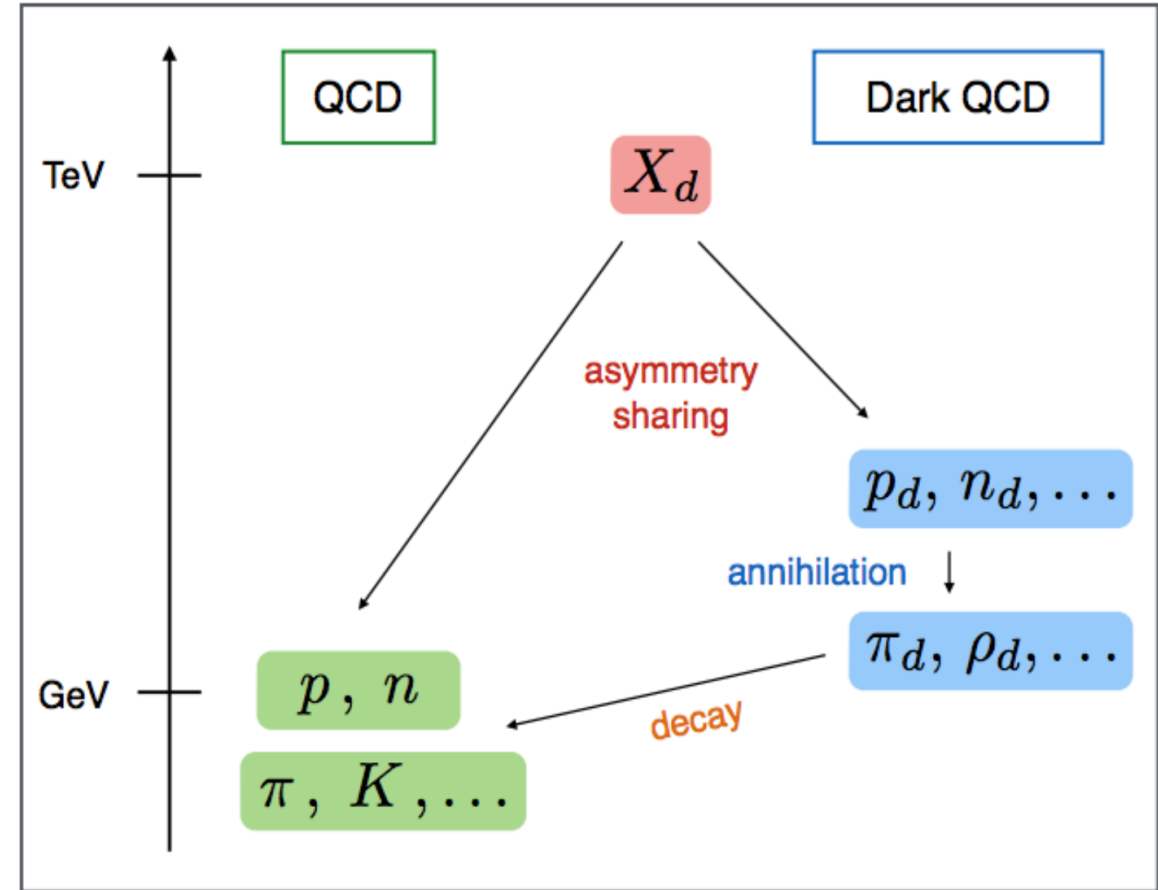 QCD
Dark QCD
TeV
X_d
asymmetry
sharing
p_d, n_d, ...
annihilation
π_d, ρ_d, ...
GeV
p, n
decay
π, K, ...